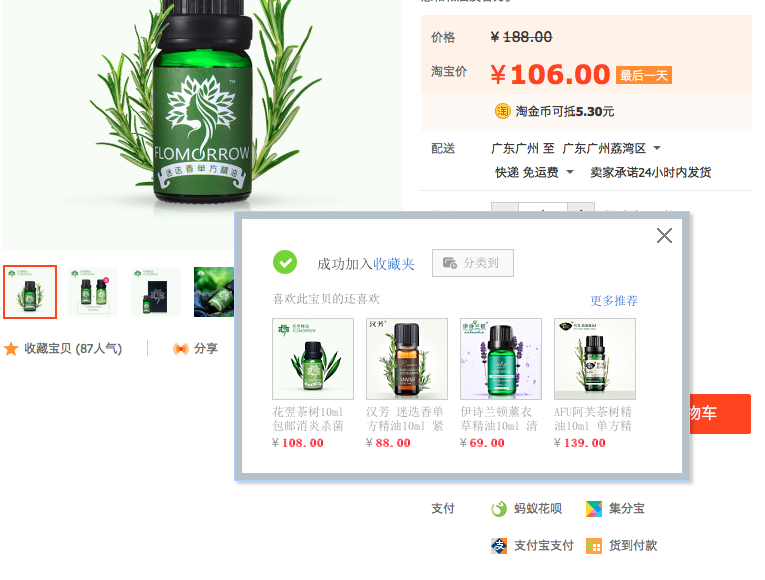 价格
¥ 188.00
淘宝价
¥106.00 最后一天
淘 淘金币可抵5.30元
配送
广东广州 至 广东广州荔湾区
快递 免运费 卖家承诺24小时内发货
TM
FLOMORROW
迷迭香单方精油
收藏宝贝 (87人气)
分享
成功加入收藏夹
分类到
喜欢此宝贝的还喜欢
更多推荐
汉芳
花翌茶树10ml
包邮消炎杀菌
¥ 108.00
汉芳 迷迭香单
方精油10ml 紧
¥ 88.00
伊诗兰顿薰衣
草精油10ml 清
¥ 69.00
AFU阿芙茶树精
油10ml 单方精
¥ 139.00
物车
支付
蚂蚁花呗
集分宝
支付宝支付
货到付款